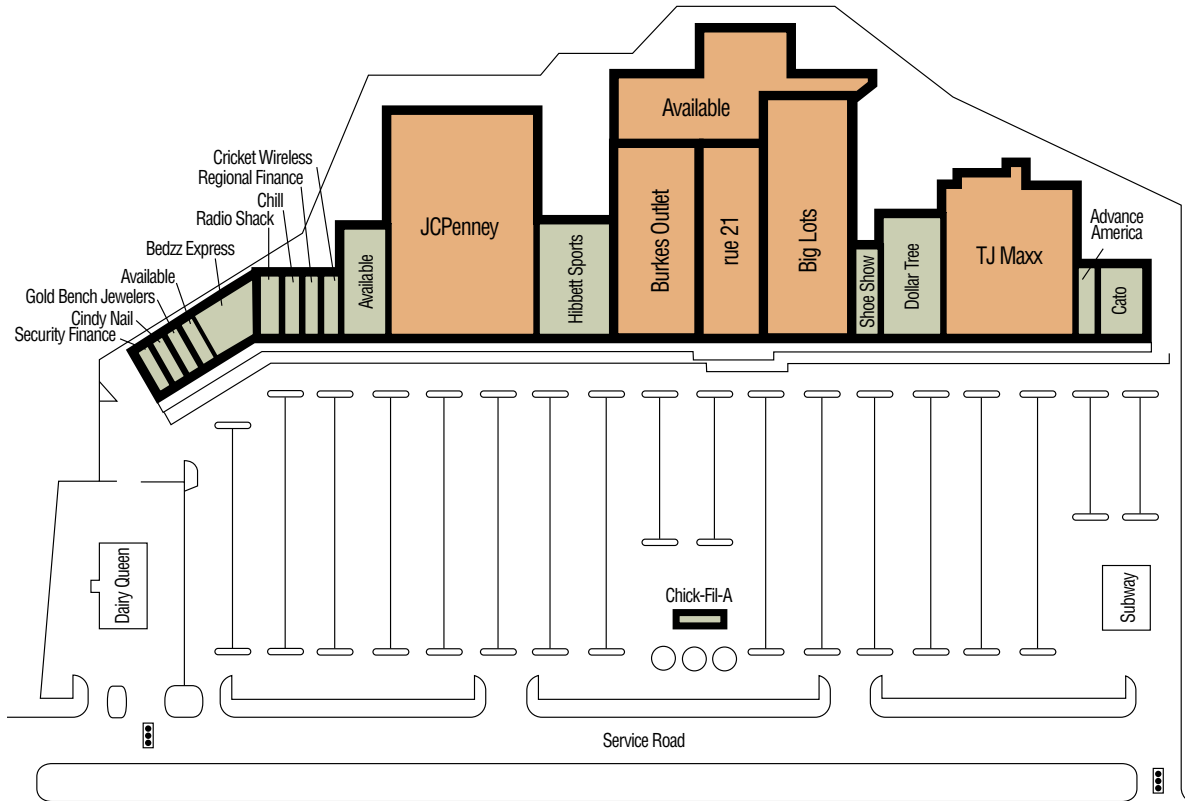 Cricket Wireless
Regional Finance
Chill
Radio Shack
Bedzz Express
Available
Gold Bench Jewelers
Cindy Nail
Security Finance
Available
JCPenney
Hibbett Sports
Available
Burkes Outlet
rue 21
Big Lots
Shoe Show
Dollar Tree
TJ Maxx
Advance
America
Cato
Dairy Queen
Chick-Fil-A
Subway
Service Road